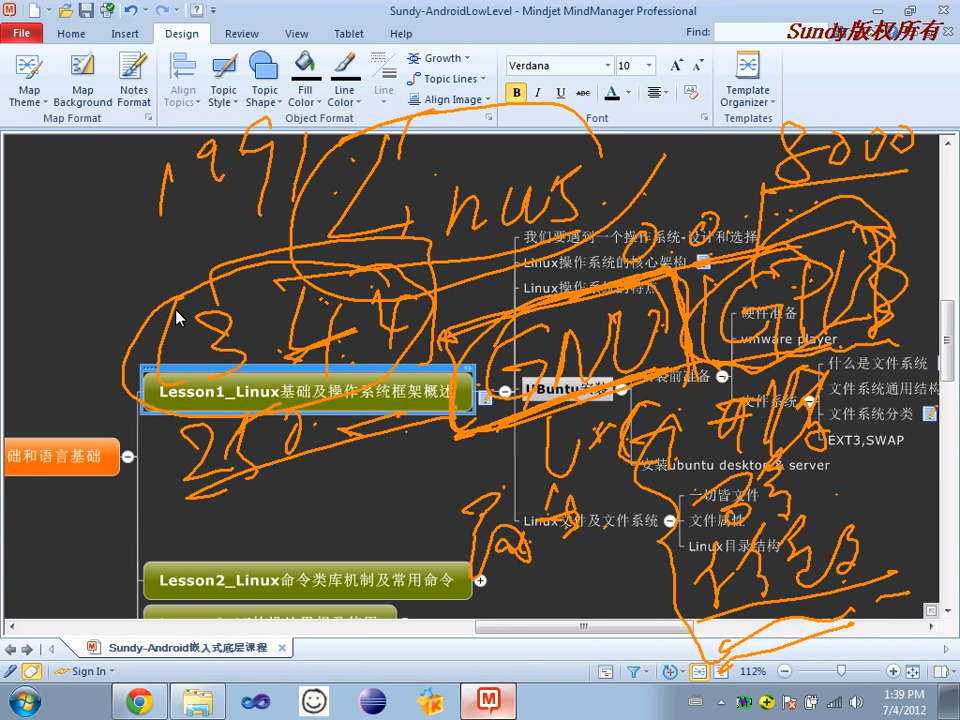 Sundy-AndroidLowLevel - Mindjet MindManager Professional
File Home Insert Design Review View Tablet Help Find:
Sundy版权所有
Map Theme Map Background Notes Format Align Topics Topic Style Topic Shape Fill Color Line Color Line Growth Topic Lines Align Image Verdana 10 B I U ABC A Template Organizer
Map Format Object Format Font Templates
1991 Linus
8000
我们要遇到一个操作系统-设计和选择
Linux操作系统的核心架构
Linux操作系统的特点
硬件准备
vmware player
GNU
什么是文件系统
Lesson1_Linux基础及操作系统框架概述
UBuntu
安装前准备
文件系统
文件系统通用结构
文件系统分类
EXT3,SWAP
础和语言基础
安装ubuntu desktop & server
一切皆文件
Linux文件及文件系统
文件属性
Linux目录结构
Lesson2_Linux命令类库机制及常用命令
Sundy-Android嵌入式底层课程
Sign In 112%
1:39 PM
7/4/2012